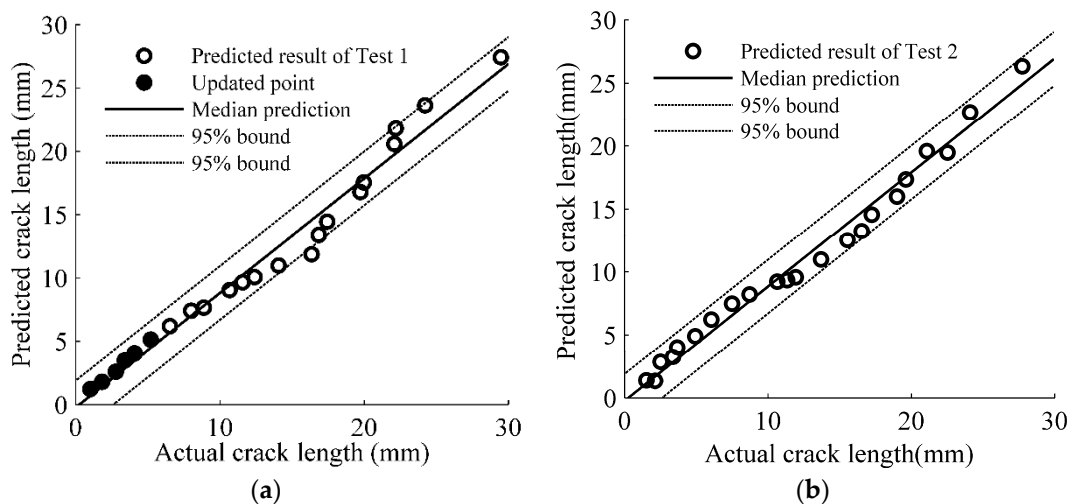 30
25
20
15
10
5
0
Predicted crack length (mm)
Predicted result of Test 1
Updated point
Median prediction
95% bound
95% bound
0 10 20 30
Actual crack length (mm)
(a)
30
25
20
15
10
5
0
Predicted crack length(mm)
Predicted result of Test 2
Median prediction
95% bound
95% bound
0 10 20 30
Actual crack length(mm)
(b)